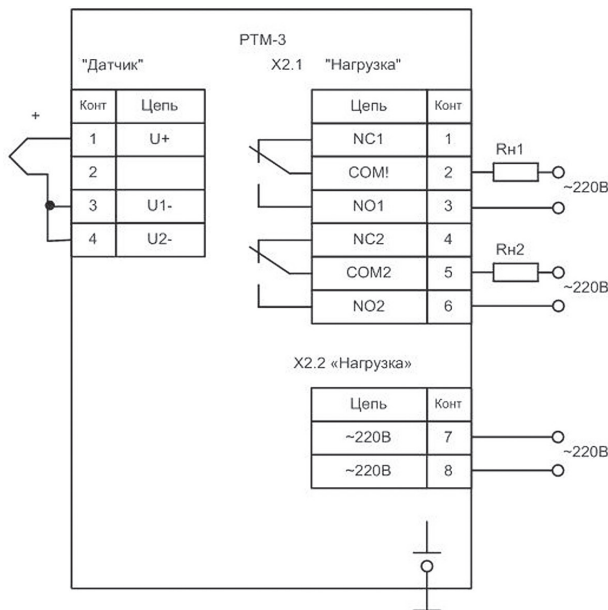 РТМ-3
"Датчик"
Конт Цепь
1 U+
2
3 U1-
4 U2-
+
X2.1 "Нагрузка"
Цепь Конт
NC1 1
COM! 2
NO1 3
NC2 4
COM2 5
NO2 6
Rн1
~220В
Rн2
~220В
X2.2 «Нагрузка»
Цепь Конт
~220В 7
~220В 8
~220В